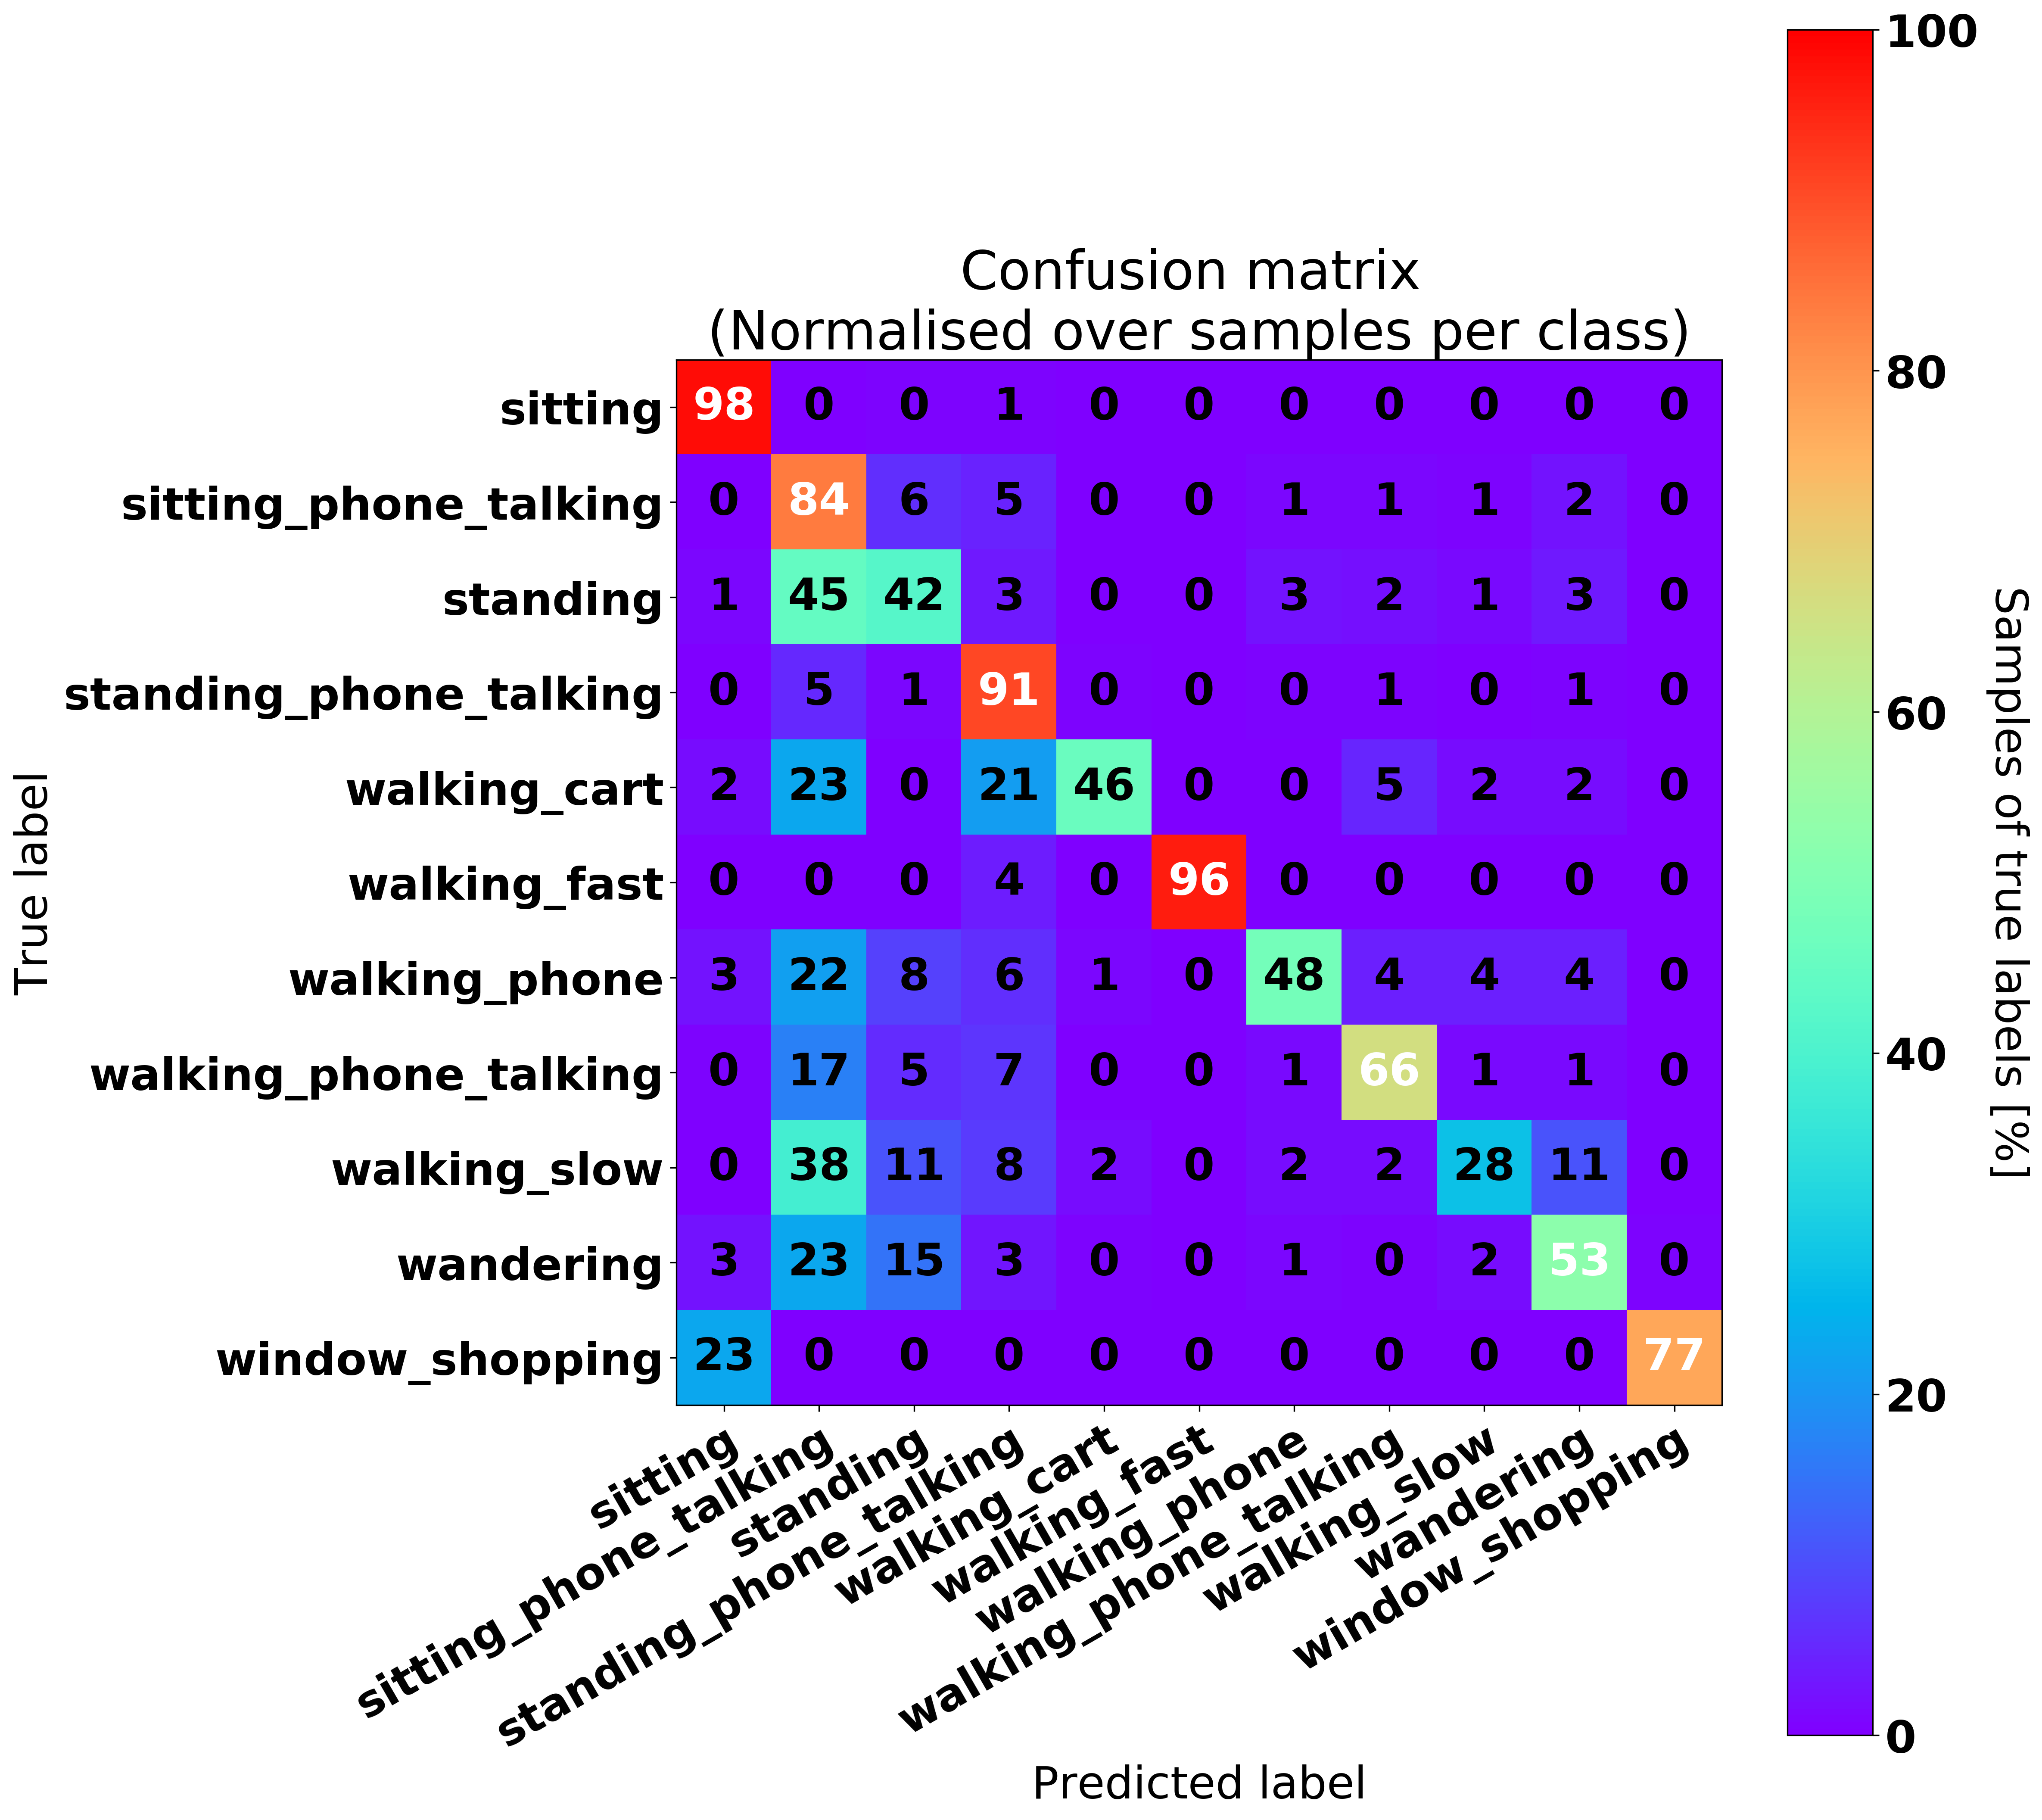 Confusion matrix
(Normalised over samples per class)
100
80
60
40
20
0
Samples of true labels [%]
True label
sitting 98 0 0 1 0 0 0 0 0 0 0
sitting_phone_talking 0 84 6 5 0 0 1 1 1 2 0
standing 1 45 42 3 0 0 3 2 1 3 0
standing_phone_talking 0 5 1 91 0 0 0 1 0 1 0
walking_cart 2 23 0 21 46 0 0 5 2 2 0
walking_fast 0 0 0 4 0 96 0 0 0 0 0
walking_phone 3 22 8 6 1 0 48 4 4 4 0
walking_phone_talking 0 17 5 7 0 0 1 66 1 1 0
walking_slow 0 38 11 8 2 0 2 2 28 11 0
wandering 3 23 15 3 0 0 1 0 2 53 0
window_shopping 23 0 0 0 0 0 0 0 0 0 77
sitting
sitting_phone_talking
standing
standing_phone_talking
walking_cart
walking_fast
walking_phone
walking_phone_talking
walking_slow
wandering
window_shopping
Predicted label